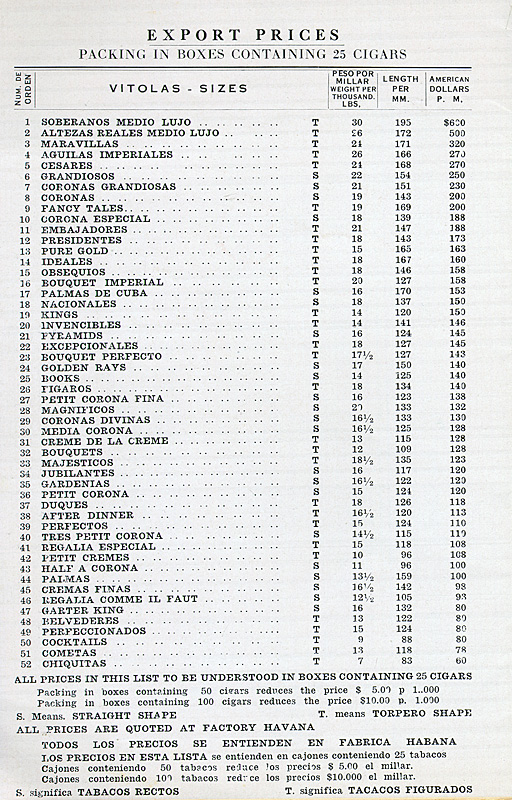 EXPORT PRICES
PACKING IN BOXES CONTAINING 25 CIGARS
NUM. DE ORDEN VITOLAS - SIZES PESO POR MILLAR WEIGHT PER THOUSAND. LBS. LENGTH PER MM. AMERICAN DOLLARS P. M.
1 SOBERANOS MEDIO LUJO T 30 195 $600
2 ALTEZAS REALES MEDIO LUJO T 26 172 500
3 MARAVILLAS T 24 171 320
4 AGUILAS IMPERIALES T 26 166 270
5 CESARES T 24 168 270
6 GRANDIOSOS S 22 154 250
7 CORONAS GRANDIOSAS S 21 151 230
8 CORONAS S 19 143 200
9 FANCY TALES T 19 169 200
10 CORONA ESPECIAL S 18 139 188
11 EMBAJADORES T 21 147 188
12 PRESIDENTES T 18 143 173
13 PURE GOLD T 15 165 163
14 IDEALES T 18 167 160
15 OBSEQUIOS T 18 146 158
16 BOUQUET IMPERIAL T 20 127 158
17 PALMAS DE CUBA S 16 170 153
18 NACIONALES S 18 137 150
19 KINGS T 14 120 150
20 INVENCIBLES T 14 141 146
21 PYRAMIDS S 16 124 145
22 EXCEPCIONALES T 18 127 145
23 BOUQUET PERFECTO T 17½ 127 143
24 GOLDEN RAYS S 17 150 140
25 BOOKS S 14 125 140
26 FIGAROS T 18 134 140
27 PETIT CORONA FINA S 16 123 138
28 MAGNIFICOS S 20 133 132
29 CORONAS DIVINAS S 16½ 133 130
30 MEDIA CORONA S 16½ 125 128
31 CREME DE LA CREME T 13 115 128
32 BOUQUETS T 12 109 128
33 MAJESTICOS T 18½ 135 123
34 JUBILANTES S 16 117 120
35 GARDENIAS S 16½ 122 120
36 PETIT CORONA S 15 124 120
37 DUQUES T 18 126 118
38 AFTER DINNER T 16½ 120 113
39 PERFECTOS T 15 124 110
40 TRES PETIT CORONA S 14½ 115 110
41 REGALIA ESPECIAL T 15 118 108
42 PETIT CREMES T 10 96 108
43 HALF A CORONA S 11 96 100
44 PALMAS S 13½ 159 100
45 CREMAS FINAS S 16½ 142 98
46 REGALIA COMME IL FAUT S 12½ 105 93
47 GARTER KING S 16 132 80
48 BELVEDERES T 13 122 80
49 PERFECCIONADOS T 15 124 80
50 COCKTAILS T 9 88 80
51 COMETAS T 13 118 78
52 CHIQUITAS T 7 83 60
ALL PRICES IN THIS LIST TO BE UNDERSTOOD IN BOXES CONTAINING 25 CIGARS
Packing in boxes containing 50 cigars reduces the price $ 5.00 p 1..000
Packing in boxes containing 100 cigars reduces the price $10.00 p. 1.000
S. Means. STRAIGHT SHAPE T. means TORPERO SHAPE
ALL PRICES ARE QUOTED AT FACTORY HAVANA
TODOS LOS PRECIOS SE ENTIENDEN EN FABRICA HABANA
LOS PRECIOS EN ESTA LISTA se entienden en cajones conteniendo 25 tabacos
Cajones conteniendo 50 tabacos reduce los precios $ 5.00 el millar.
Cajones conteniendo 100 tabacos reduce los precios $10.000 el millar.
S. significa TABACOS RECTOS T. significa TACACOS FIGURADOS